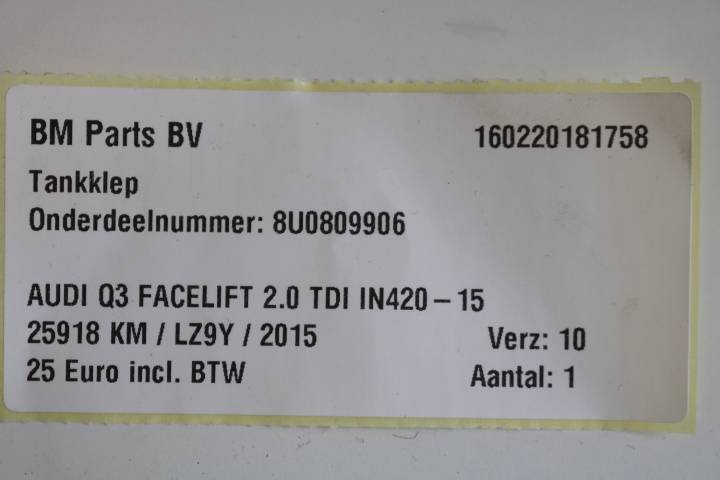 BM Parts BV 160220181758
Tankklep
Onderdeelnummer: 8U0809906
AUDI Q3 FACELIFT 2.0 TDI IN420-15
25918 KM / LZ9Y / 2015 Verz: 10
25 Euro incl. BTW Aantal: 1